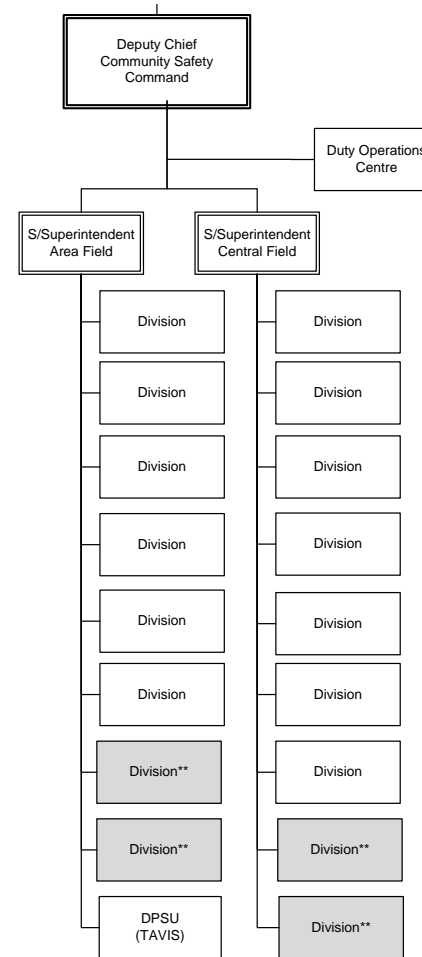 Deputy Chief
Community Safety
Command
Duty Operations
Centre
S/Superintendent
Area Field
S/Superintendent
Central Field
Division
Division
Division
Division
Division
Division
Division
Division
Division
Division
Division
Division
Division**
Division
Division**
Division**
DPSU
(TAVIS)
Division**